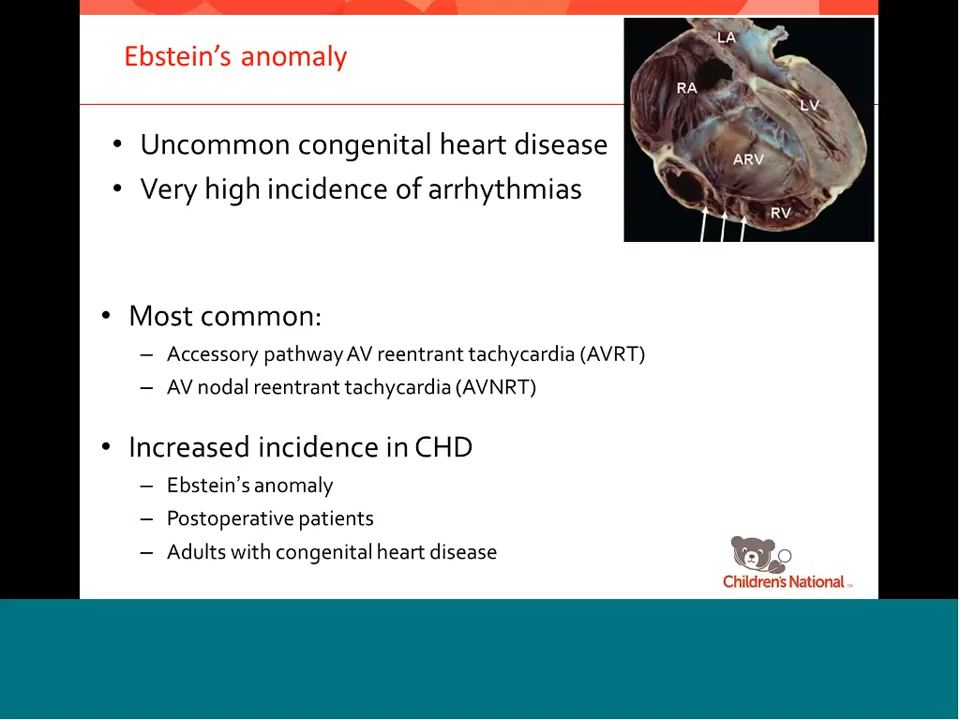 Ebstein’s anomaly
LA
RA
LV
ARV
RV
• Uncommon congenital heart disease
• Very high incidence of arrhythmias
• Most common:
– Accessory pathway AV reentrant tachycardia (AVRT)
– AV nodal reentrant tachycardia (AVNRT)
• Increased incidence in CHD
– Ebstein’s anomaly
– Postoperative patients
– Adults with congenital heart disease
Children's National